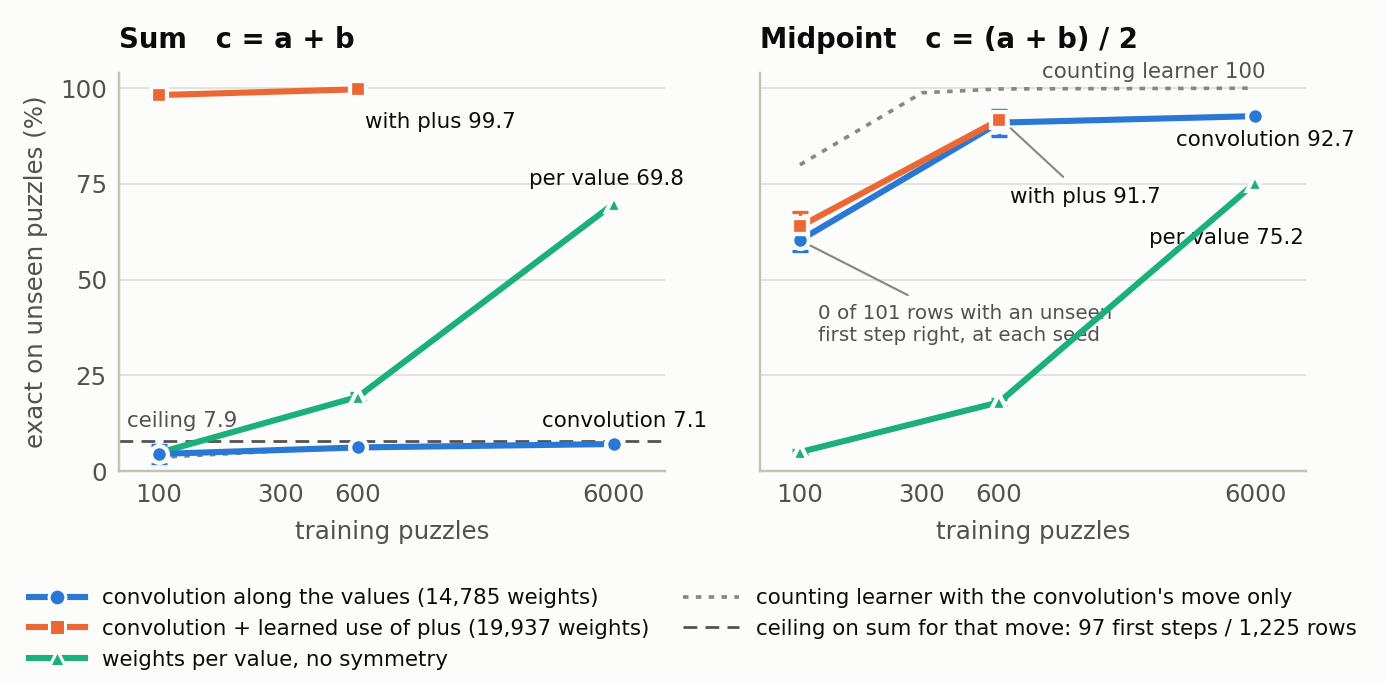 Sum   c = a + b
Midpoint   c = (a + b) / 2
exact on unseen puzzles (%)
100
75
50
25
0
with plus 99.7
per value 69.8
ceiling 7.9
convolution 7.1
100
300
600
6000
training puzzles
counting learner 100
convolution 92.7
with plus 91.7
per value 75.2
0 of 101 rows with an unseen
first step right, at each seed
100
300
600
6000
training puzzles
convolution along the values (14,785 weights)
convolution + learned use of plus (19,937 weights)
weights per value, no symmetry
counting learner with the convolution's move only
ceiling on sum for that move: 97 first steps / 1,225 rows